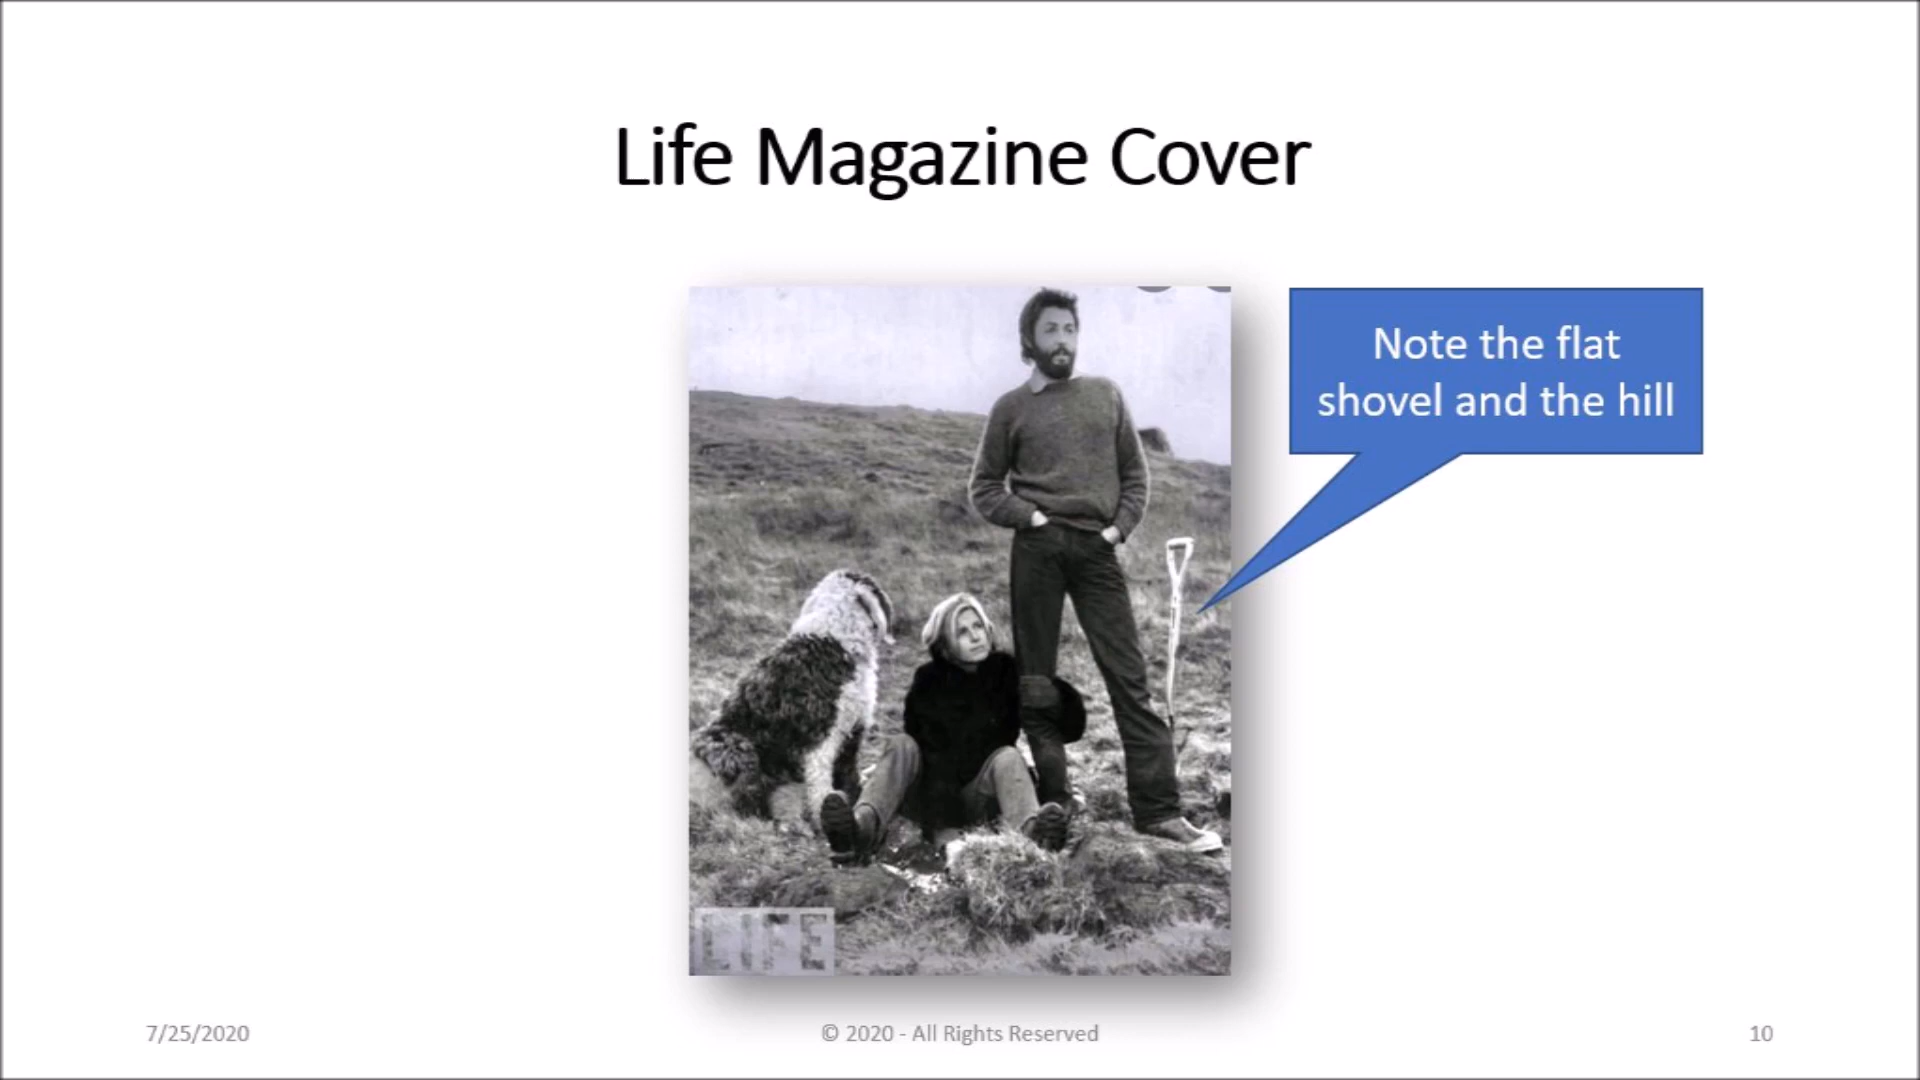 Life Magazine Cover
Note the flat
shovel and the hill
LIFE
7/25/2020
© 2020 - All Rights Reserved
10